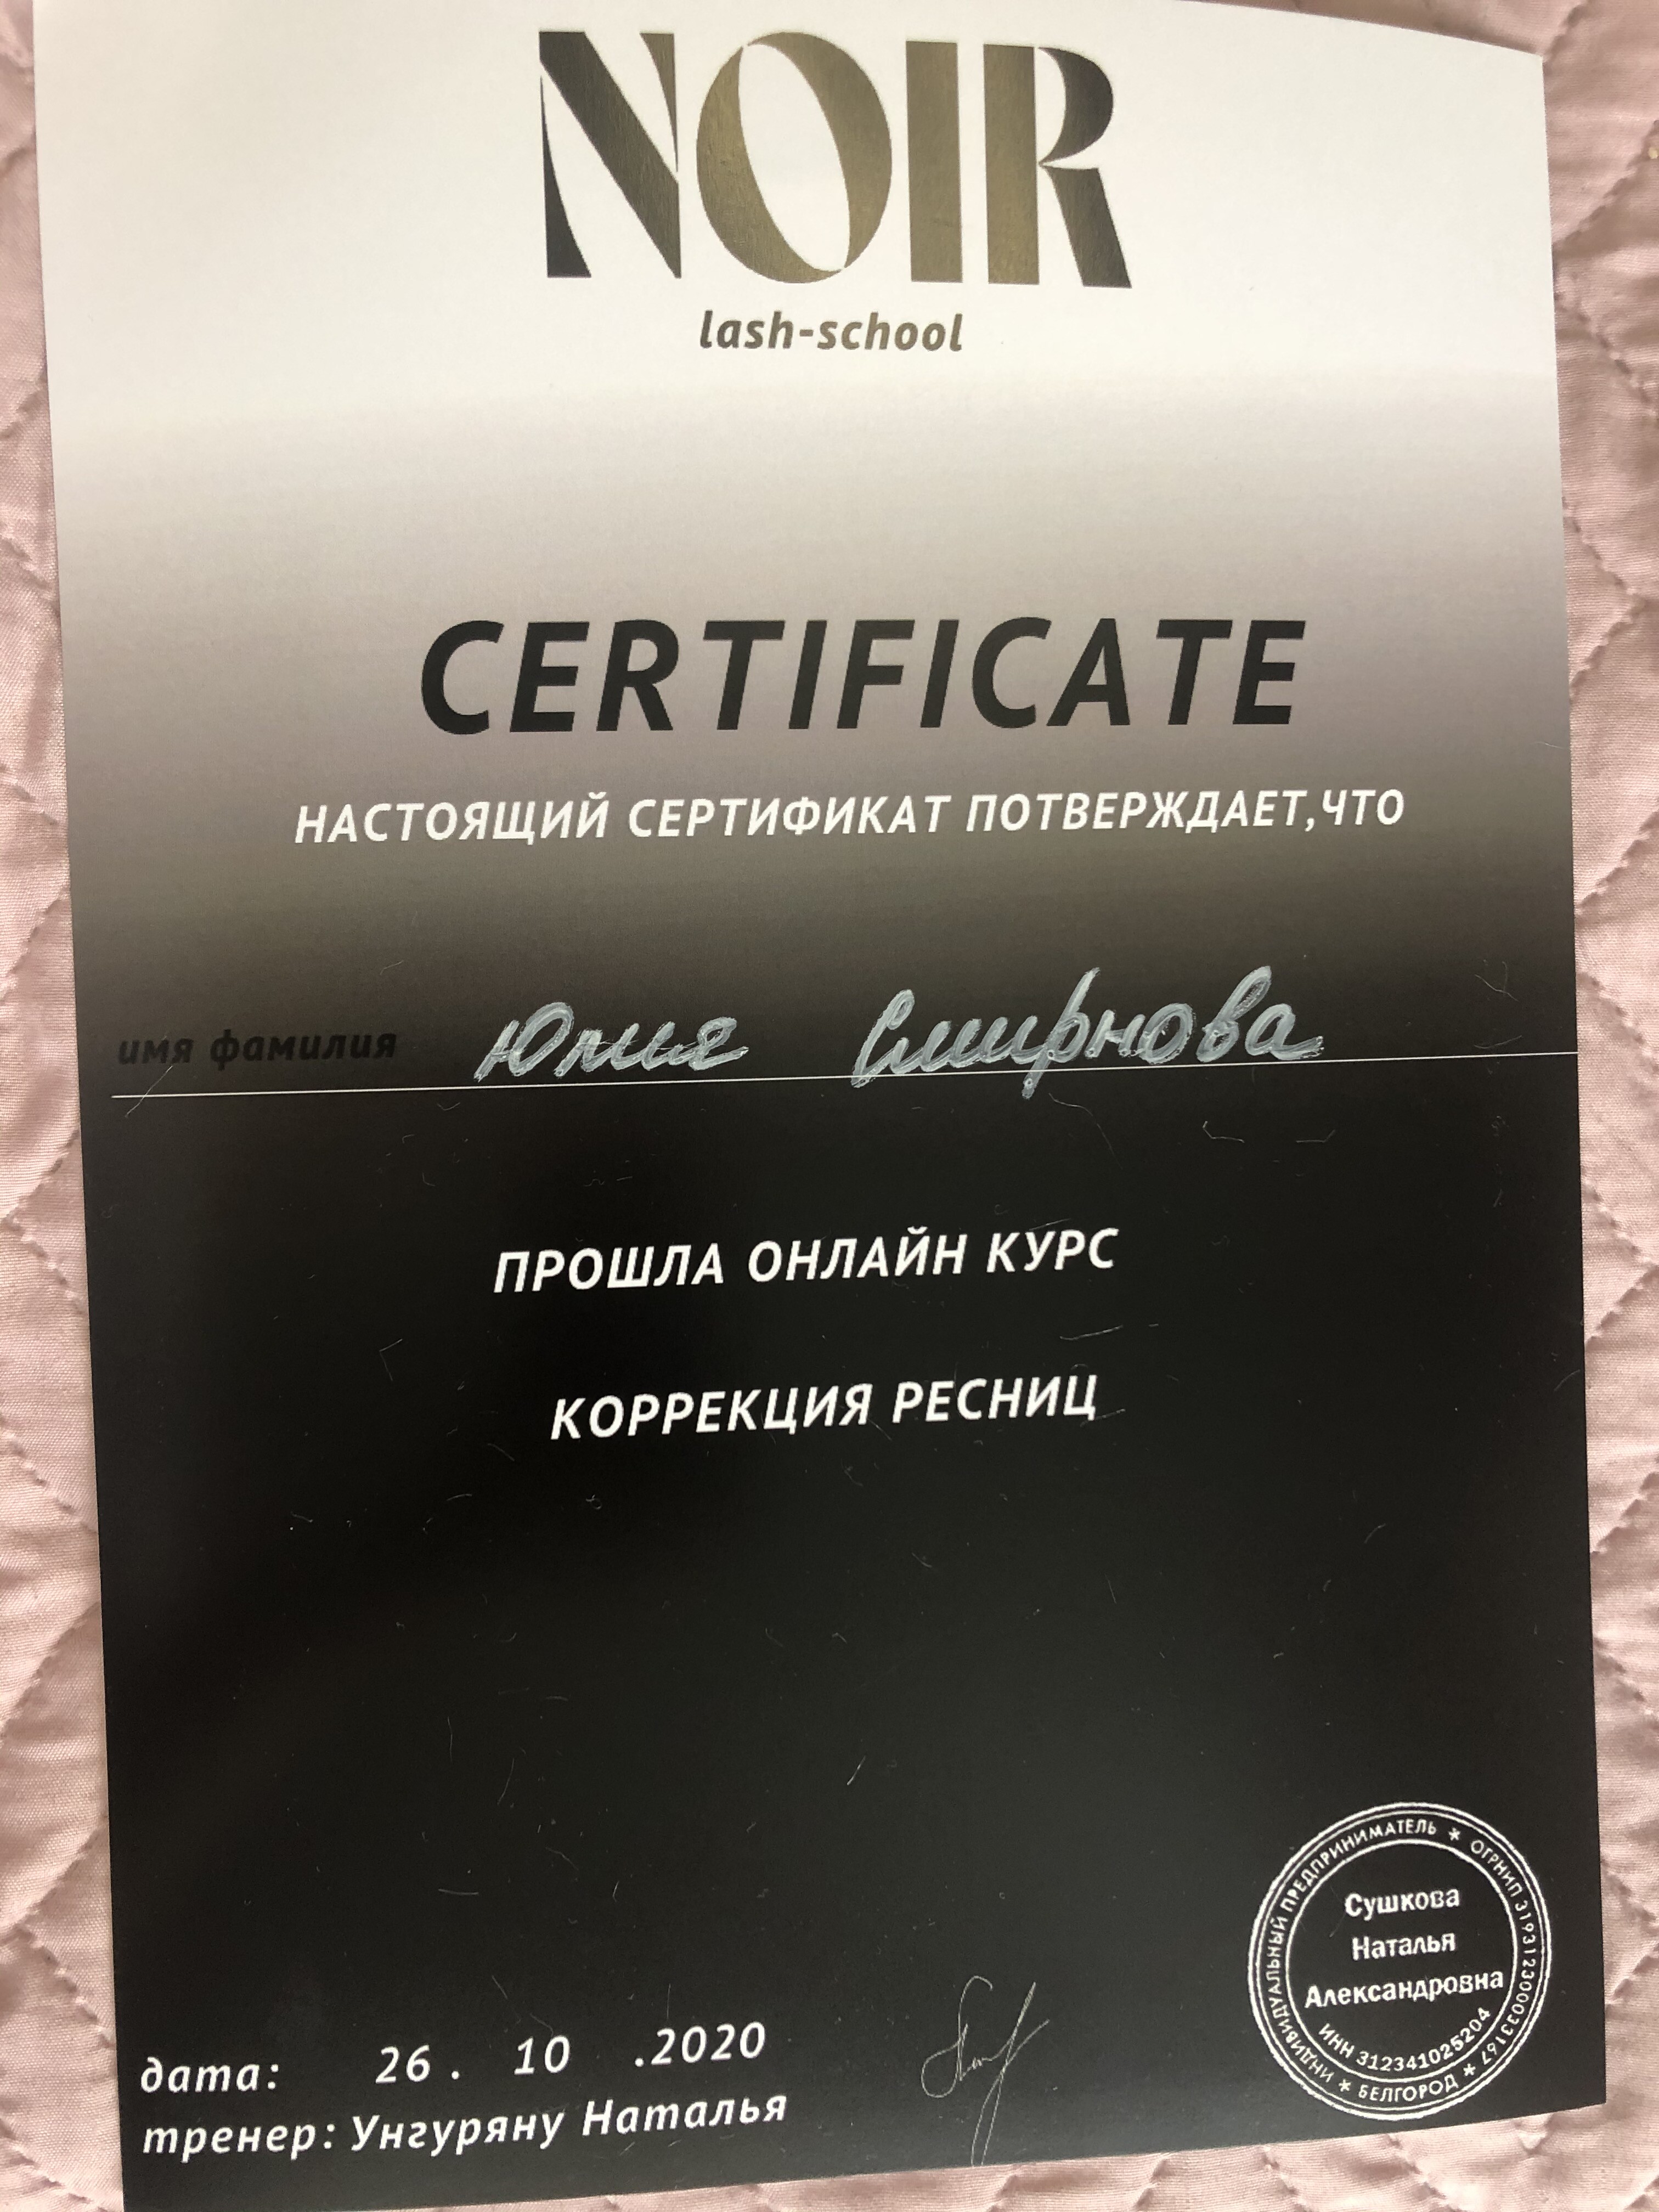 NOIR
lash-school
CERTIFICATE
НАСТОЯЩИЙ СЕРТИФИКАТ ПОТВЕРЖДАЕТ,ЧТО
имя фамилия Юлия Смирнова
ПРОШЛА ОНЛАЙН КУРС
КОРРЕКЦИЯ РЕСНИЦ
дата: 26. 10 .2020
тренер: Унгуряну Наталья
ИНДИВИДУАЛЬНЫЙ ПРЕДПРИНИМАТЕЛЬ * ОГРНИП 319312300033167 * БЕЛГОРОД *
Сушкова
Наталья
Александровна
ИНН 312341025204